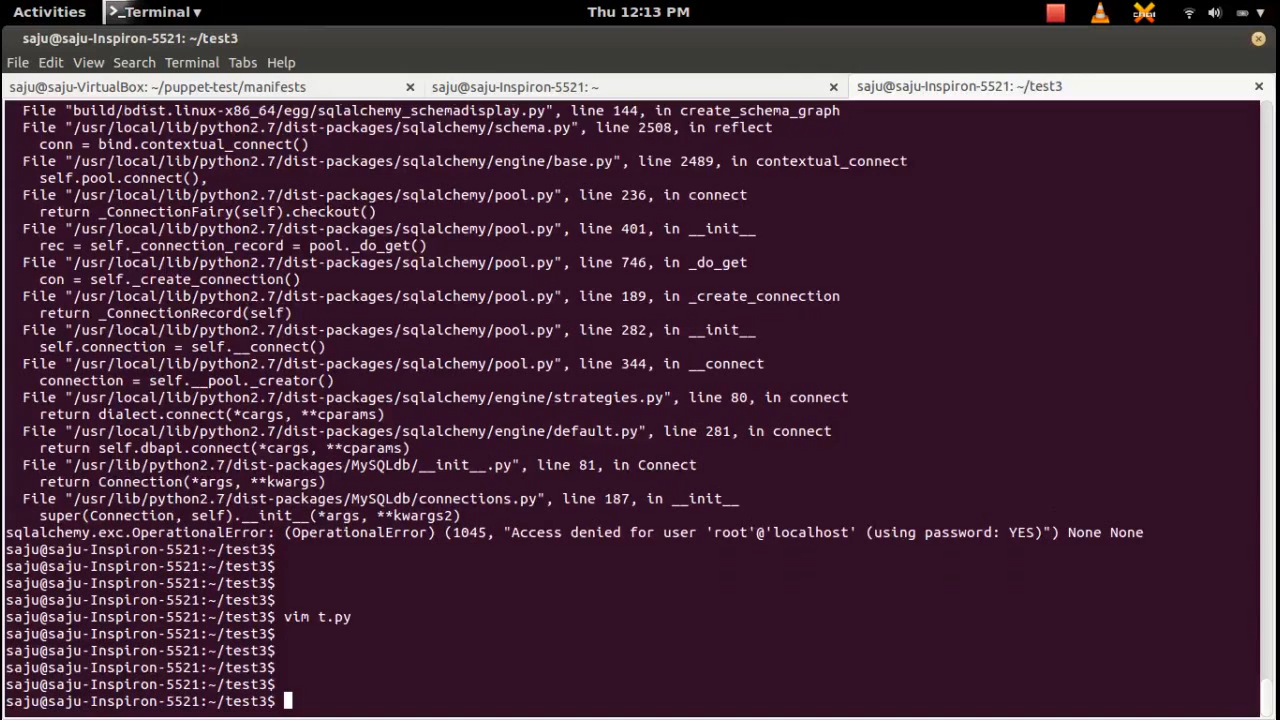 Activities >_Terminal ▾ Thu 12:13 PM
saju@saju-Inspiron-5521: ~/test3
File Edit View Search Terminal Tabs Help
saju@saju-VirtualBox: ~/puppet-test/manifests × saju@saju-Inspiron-5521: ~ × saju@saju-Inspiron-5521: ~/test3 ×
File "build/bdist.linux-x86_64/egg/sqlalchemy_schemadisplay.py", line 144, in create_schema_graph
File "/usr/local/lib/python2.7/dist-packages/sqlalchemy/schema.py", line 2508, in reflect
conn = bind.contextual_connect()
File "/usr/local/lib/python2.7/dist-packages/sqlalchemy/engine/base.py", line 2489, in contextual_connect
self.pool.connect(),
File "/usr/local/lib/python2.7/dist-packages/sqlalchemy/pool.py", line 236, in connect
return _ConnectionFairy(self).checkout()
File "/usr/local/lib/python2.7/dist-packages/sqlalchemy/pool.py", line 401, in __init__
rec = self._connection_record = pool._do_get()
File "/usr/local/lib/python2.7/dist-packages/sqlalchemy/pool.py", line 746, in _do_get
con = self._create_connection()
File "/usr/local/lib/python2.7/dist-packages/sqlalchemy/pool.py", line 189, in _create_connection
return _ConnectionRecord(self)
File "/usr/local/lib/python2.7/dist-packages/sqlalchemy/pool.py", line 282, in __init__
self.connection = self.__connect()
File "/usr/local/lib/python2.7/dist-packages/sqlalchemy/pool.py", line 344, in __connect
connection = self.__pool._creator()
File "/usr/local/lib/python2.7/dist-packages/sqlalchemy/engine/strategies.py", line 80, in connect
return dialect.connect(*cargs, **cparams)
File "/usr/local/lib/python2.7/dist-packages/sqlalchemy/engine/default.py", line 281, in connect
return self.dbapi.connect(*cargs, **cparams)
File "/usr/lib/python2.7/dist-packages/MySQLdb/__init__.py", line 81, in Connect
return Connection(*args, **kwargs)
File "/usr/lib/python2.7/dist-packages/MySQLdb/connections.py", line 187, in __init__
super(Connection, self).__init__(*args, **kwargs2)
sqlalchemy.exc.OperationalError: (OperationalError) (1045, "Access denied for user 'root'@'localhost' (using password: YES)") None None
saju@saju-Inspiron-5521:~/test3$
saju@saju-Inspiron-5521:~/test3$
saju@saju-Inspiron-5521:~/test3$
saju@saju-Inspiron-5521:~/test3$
saju@saju-Inspiron-5521:~/test3$ vim t.py
saju@saju-Inspiron-5521:~/test3$
saju@saju-Inspiron-5521:~/test3$
saju@saju-Inspiron-5521:~/test3$
saju@saju-Inspiron-5521:~/test3$
saju@saju-Inspiron-5521:~/test3$